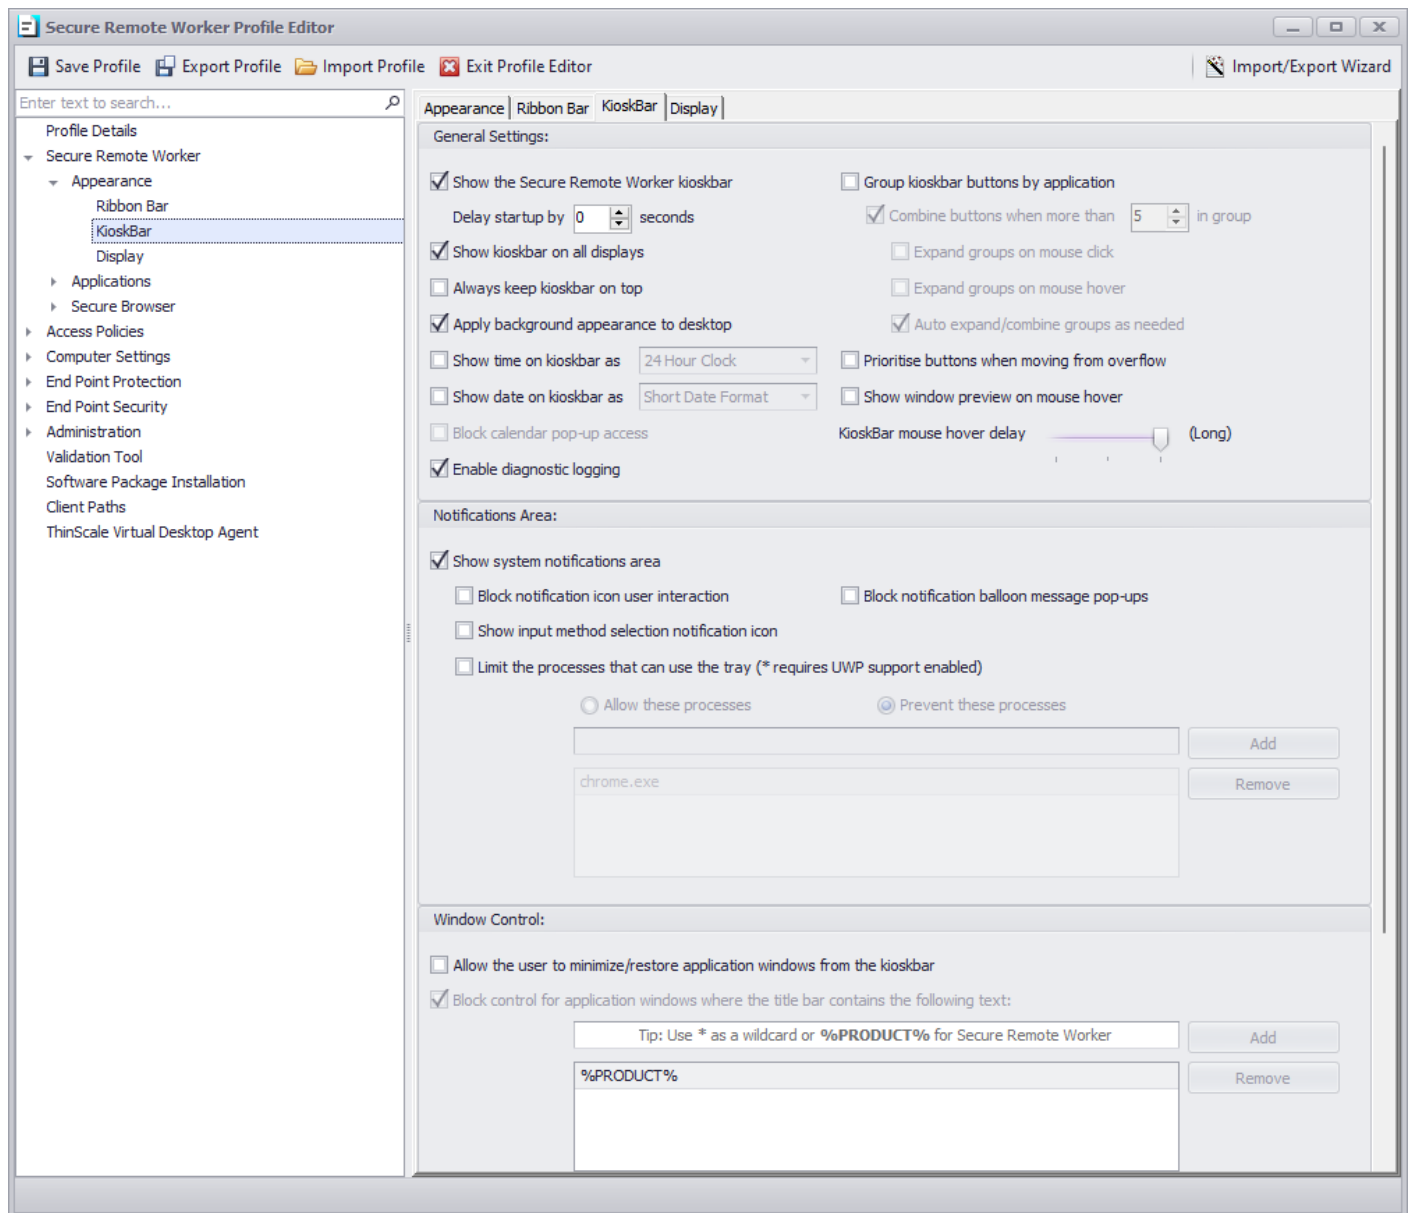 Secure Remote Worker Profile Editor
Save Profile Export Profile Import Profile Exit Profile Editor Import/Export Wizard
Enter text to search...
Profile Details
Secure Remote Worker
Appearance
Ribbon Bar
KioskBar
Display
Applications
Secure Browser
Access Policies
Computer Settings
End Point Protection
End Point Security
Administration
Validation Tool
Software Package Installation
Client Paths
ThinScale Virtual Desktop Agent
Appearance Ribbon Bar KioskBar Display
General Settings:
Show the Secure Remote Worker kioskbar
Delay startup by 0 seconds
Show kioskbar on all displays
Always keep kioskbar on top
Apply background appearance to desktop
Show time on kioskbar as 24 Hour Clock
Show date on kioskbar as Short Date Format
Block calendar pop-up access
Enable diagnostic logging
Group kioskbar buttons by application
Combine buttons when more than 5 in group
Expand groups on mouse click
Expand groups on mouse hover
Auto expand/combine groups as needed
Prioritise buttons when moving from overflow
Show window preview on mouse hover
KioskBar mouse hover delay (Long)
Notifications Area:
Show system notifications area
Block notification icon user interaction Block notification balloon message pop-ups
Show input method selection notification icon
Limit the processes that can use the tray (* requires UWP support enabled)
Allow these processes Prevent these processes
Add
chrome.exe Remove
Window Control:
Allow the user to minimize/restore application windows from the kioskbar
Block control for application windows where the title bar contains the following text:
Tip: Use * as a wildcard or %PRODUCT% for Secure Remote Worker Add
%PRODUCT% Remove